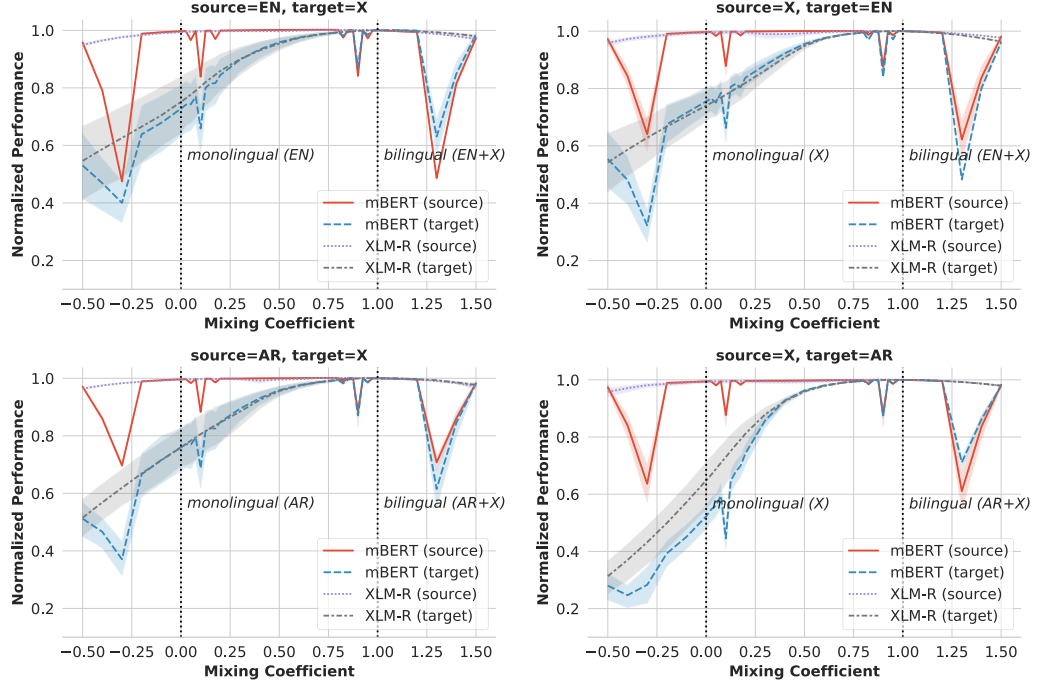 source=EN, target=X
Normalized Performance
1.0
0.8
0.6
0.4
0.2
monolingual (EN)
bilingual (EN+X)
mBERT (source)
mBERT (target)
XLM-R (source)
XLM-R (target)
−0.50 −0.25 0.00 0.25 0.50 0.75 1.00 1.25 1.50
Mixing Coefficient
source=X, target=EN
Normalized Performance
1.0
0.8
0.6
0.4
0.2
monolingual (X)
bilingual (EN+X)
mBERT (source)
mBERT (target)
XLM-R (source)
XLM-R (target)
−0.50 −0.25 0.00 0.25 0.50 0.75 1.00 1.25 1.50
Mixing Coefficient
source=AR, target=X
Normalized Performance
1.0
0.8
0.6
0.4
0.2
monolingual (AR)
bilingual (AR+X)
mBERT (source)
mBERT (target)
XLM-R (source)
XLM-R (target)
−0.50 −0.25 0.00 0.25 0.50 0.75 1.00 1.25 1.50
Mixing Coefficient
source=X, target=AR
Normalized Performance
1.0
0.8
0.6
0.4
0.2
monolingual (X)
bilingual (AR+X)
mBERT (source)
mBERT (target)
XLM-R (source)
XLM-R (target)
−0.50 −0.25 0.00 0.25 0.50 0.75 1.00 1.25 1.50
Mixing Coefficient